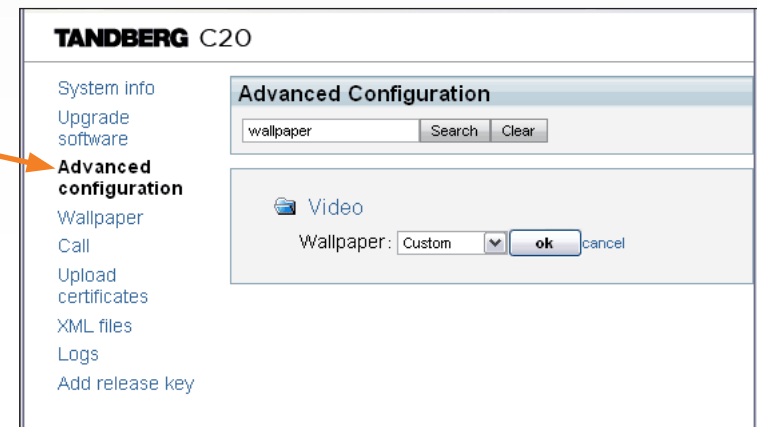 TANDBERG C20
System info
Upgrade
software
Advanced
configuration
Wallpaper
Call
Upload
certificates
XML files
Logs
Add release key
Advanced Configuration
wallpaper Search Clear
Video
Wallpaper: Custom ok cancel